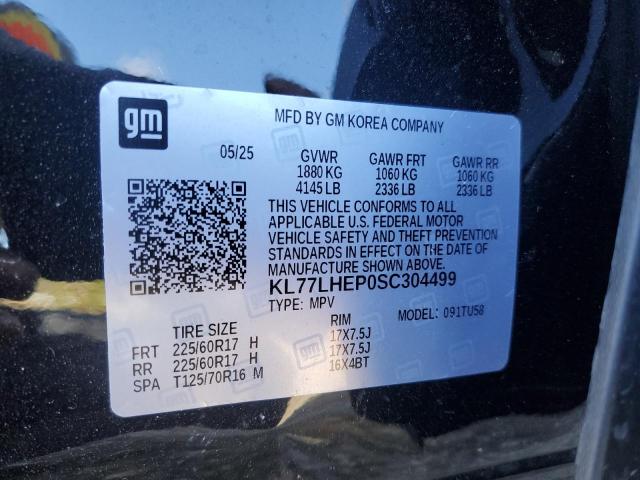 gm
MFD BY GM KOREA COMPANY
05/25 GVWR GAWR FRT GAWR RR
1880 KG 1060 KG 1060 KG
4145 LB 2336 LB 2336 LB
THIS VEHICLE CONFORMS TO ALL
APPLICABLE U.S. FEDERAL MOTOR
VEHICLE SAFETY AND THEFT PREVENTION
STANDARDS IN EFFECT ON THE DATE OF
MANUFACTURE SHOWN ABOVE.
KL77LHEP0SC304499
TYPE: MPV MODEL: 091TU58
TIRE SIZE RIM
FRT 225/60R17 H 17X7.5J
RR 225/60R17 H 17X7.5J
SPA T125/70R16 M 16X4BT